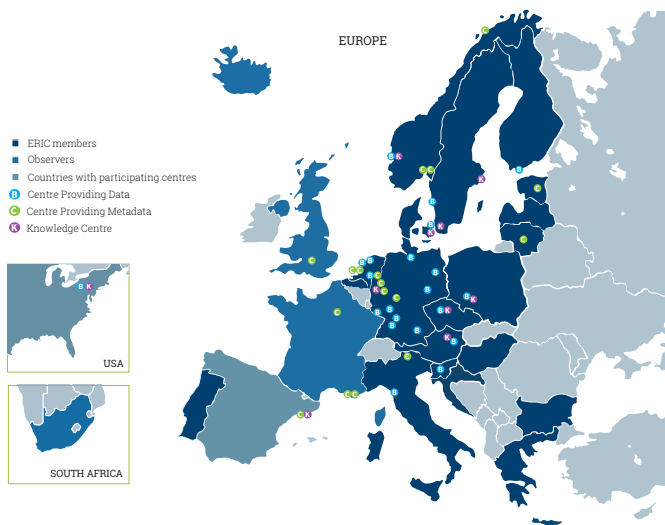 EUROPE
ERIC members
Observers
Countries with participating centres
B Centre Providing Data
C Centre Providing Metadata
K Knowledge Centre
B K
USA
SOUTH AFRICA
C
B K
C C
K
B
C
B
B K
K
C
C
B B
C C
B C
B
B
C
K C
C
B
B K
B
B
B
B
B
B K
K B
C
C
B
B
C C
C K